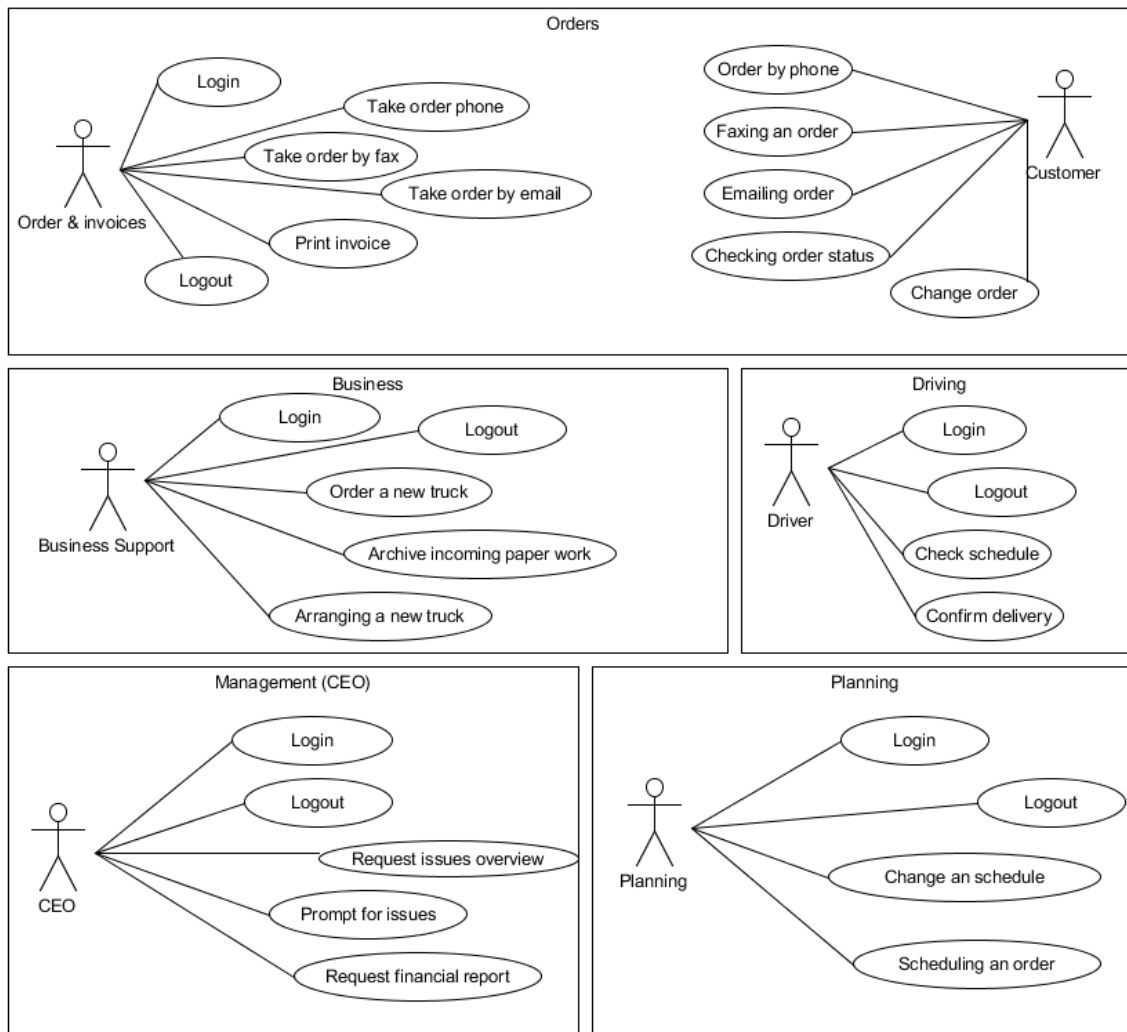 Orders
Login
Take order phone
Take order by fax
Take order by email
Print invoice
Logout
Order & invoices
Order by phone
Faxing an order
Emailing order
Checking order status
Change order
Customer
Business
Login
Logout
Order a new truck
Archive incoming paper work
Arranging a new truck
Business Support
Driving
Login
Logout
Check schedule
Confirm delivery
Driver
Management (CEO)
Login
Logout
Request issues overview
Prompt for issues
Request financial report
CEO
Planning
Login
Logout
Change an schedule
Scheduling an order
Planning